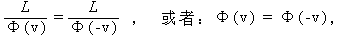 L/Φ(v) = L/Φ(-v) ， 或者：Φ(v) = Φ(-v),